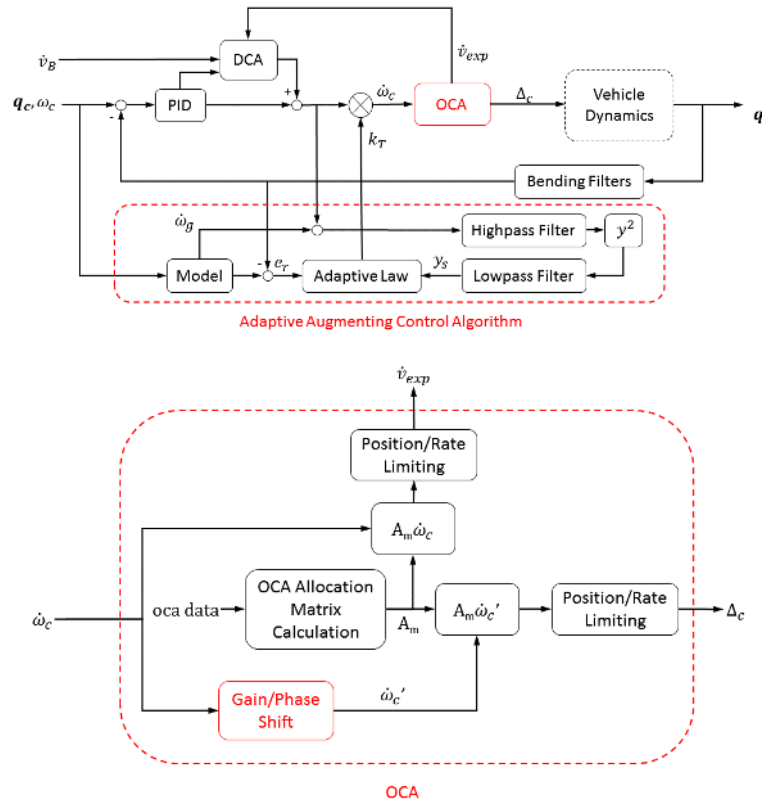 v̇_exp
v̇_B
DCA
+
q_c, ω_c
-
PID
ω̇_c
OCA
Δ_c
Vehicle
Dynamics
q
k_T
Bending Filters
ω̇_g
Highpass Filter
y²
Model
-
e_r
Adaptive Law
y_s
Lowpass Filter
Adaptive Augmenting Control Algorithm
v̇_exp
Position/Rate
Limiting
A_m ω̇_c
ω̇_c
oca data
OCA Allocation
Matrix
Calculation
A_m
A_m ω̇_c'
Position/Rate
Limiting
Δ_c
Gain/Phase
Shift
ω̇_c'
OCA